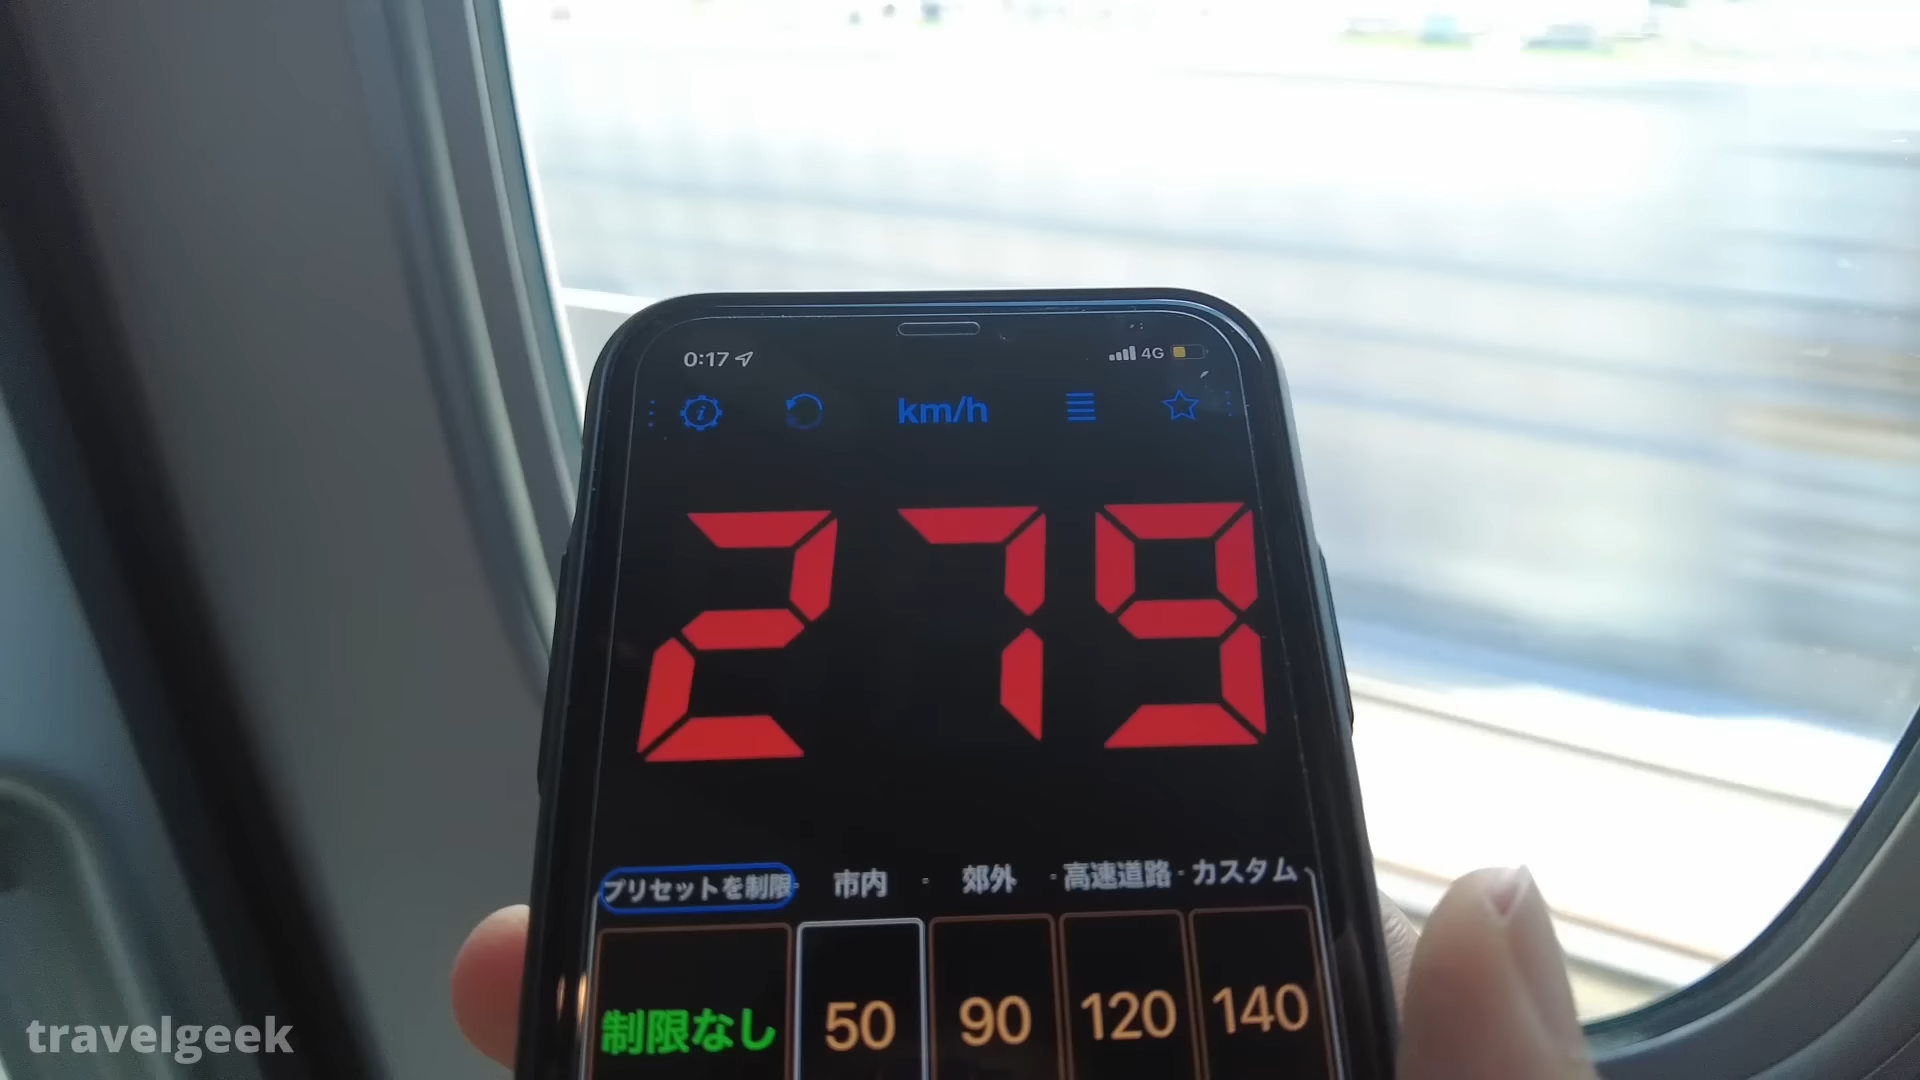 0:17 4G
km/h
279
プリセットを制限 市内 郊外 高速道路 カスタム
制限なし 50 90 120 140
travelgeek